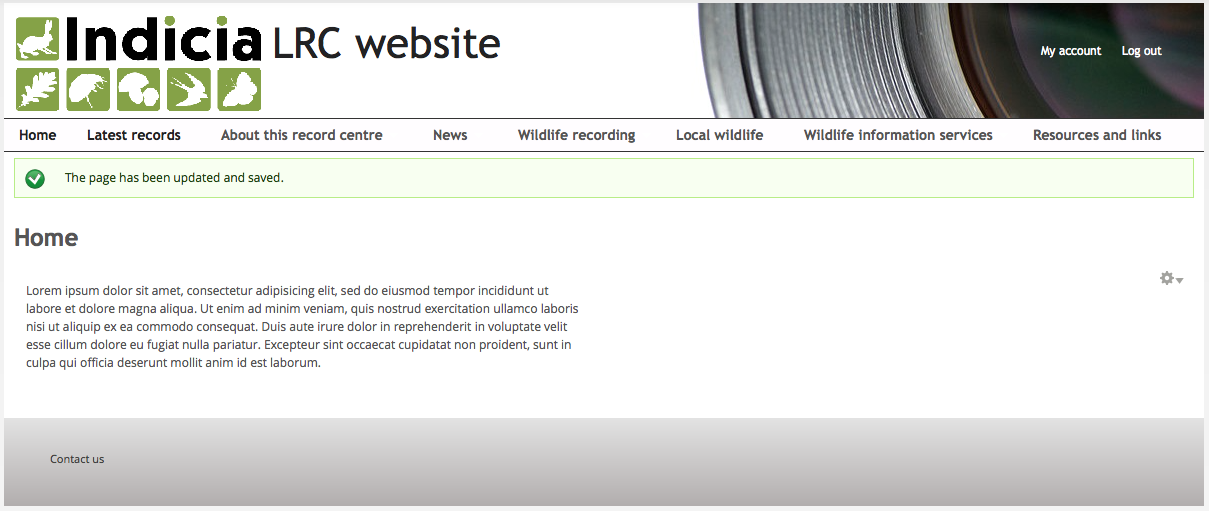 Indicia LRC website
My account Log out
Home Latest records About this record centre News Wildlife recording Local wildlife Wildlife information services Resources and links
The page has been updated and saved.
Home
Lorem ipsum dolor sit amet, consectetur adipisicing elit, sed do eiusmod tempor incididunt ut
labore et dolore magna aliqua. Ut enim ad minim veniam, quis nostrud exercitation ullamco laboris
nisi ut aliquip ex ea commodo consequat. Duis aute irure dolor in reprehenderit in voluptate velit
esse cillum dolore eu fugiat nulla pariatur. Excepteur sint occaecat cupidatat non proident, sunt in
culpa qui officia deserunt mollit anim id est laborum.
Contact us